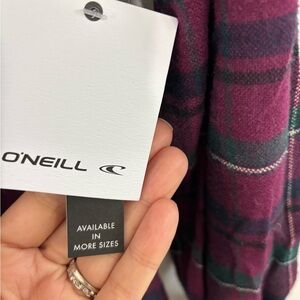 O'NEILL
AVAILABLE
IN
MORE SIZES